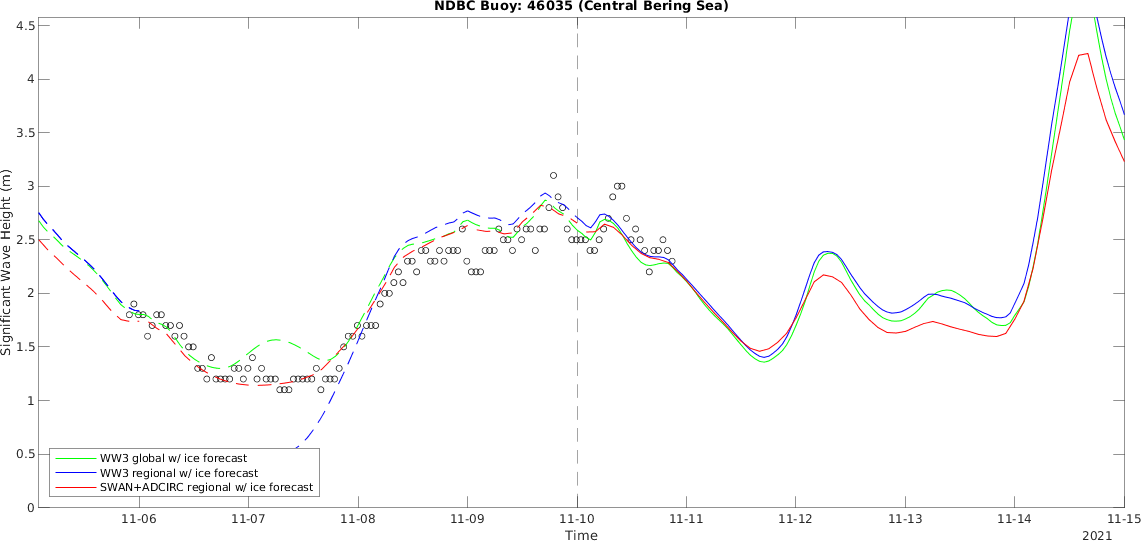 NDBC Buoy: 46035 (Central Bering Sea)
4.5
4
3.5
3
2.5
2
1.5
1
0.5
0
Significant Wave Height (m)
WW3 global w/ ice forecast
WW3 regional w/ ice forecast
SWAN+ADCIRC regional w/ ice forecast
11-06 11-07 11-08 11-09 11-10 11-11 11-12 11-13 11-14 11-15
Time
2021